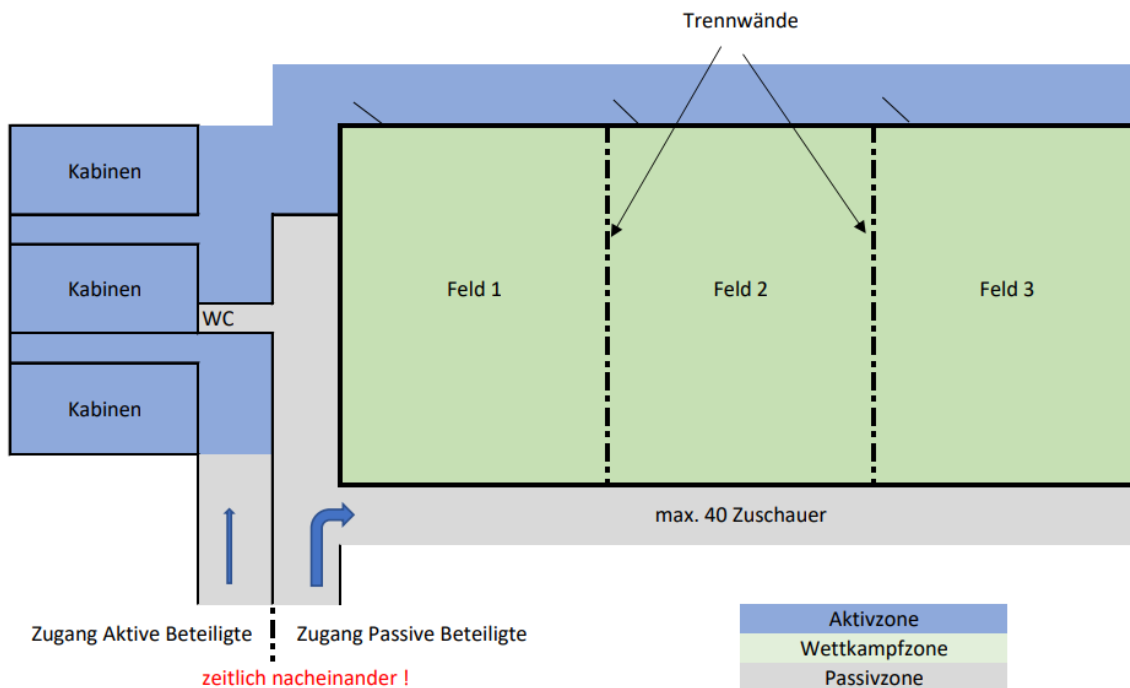 Trennwände
Kabinen
Kabinen
WC
Kabinen
Feld 1
Feld 2
Feld 3
max. 40 Zuschauer
Zugang Aktive Beteiligte
Zugang Passive Beteiligte
zeitlich nacheinander !
Aktivzone
Wettkampfzone
Passivzone